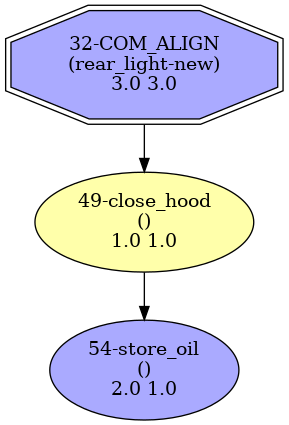 32-COM_ALIGN
(rear_light-new)
3.0 3.0
49-close_hood
()
1.0 1.0
54-store_oil
()
2.0 1.0